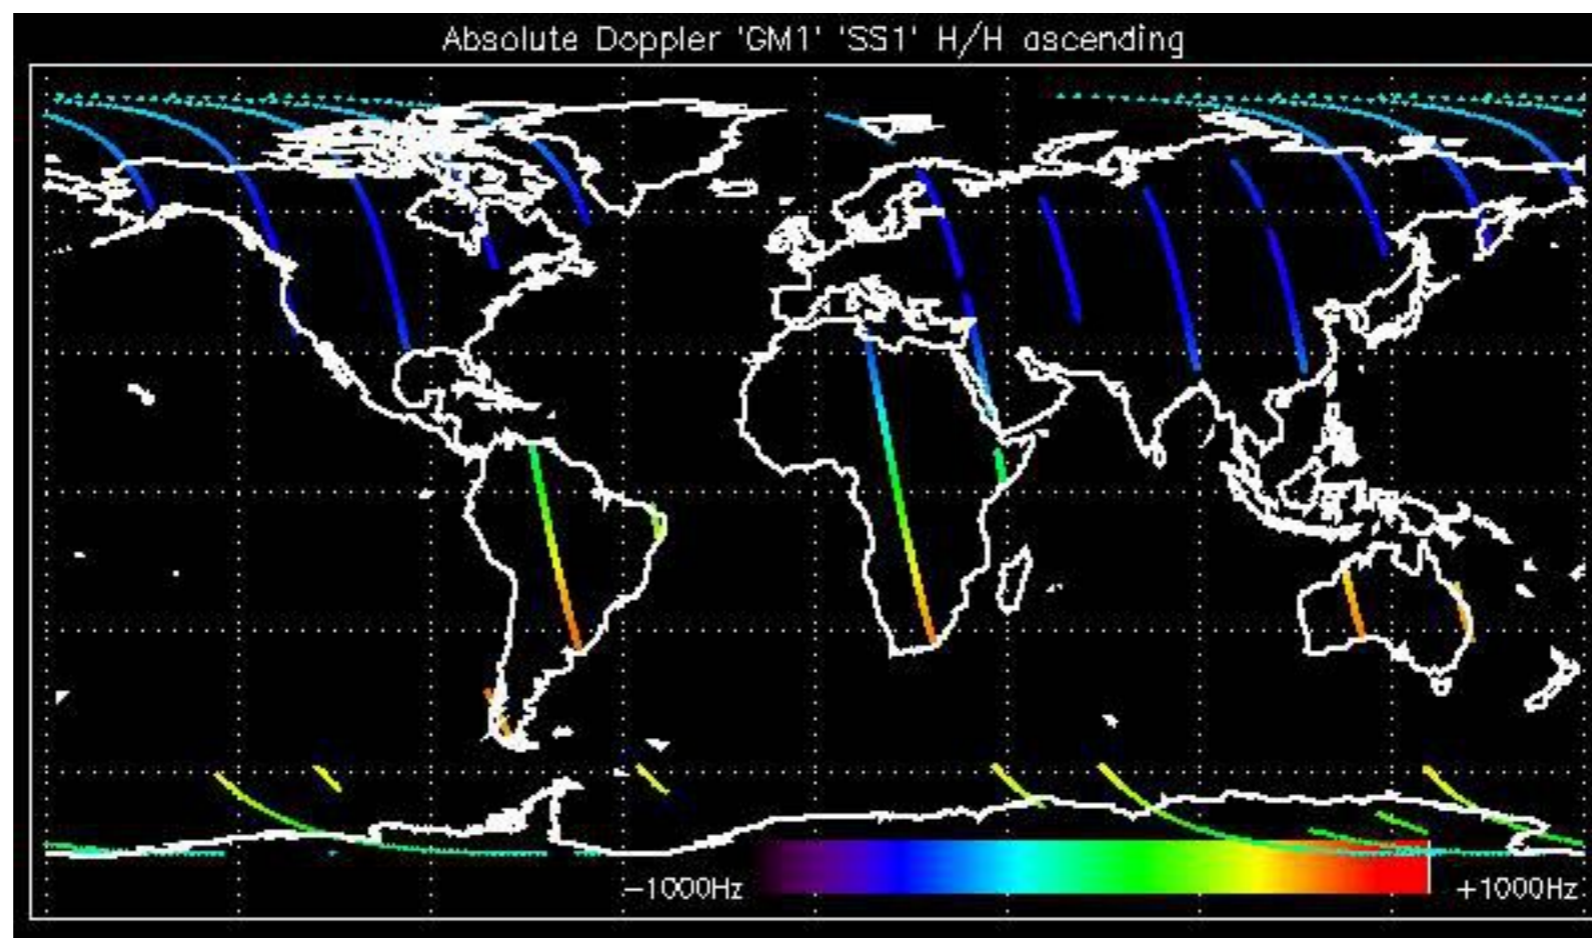 Absolute Doppler 'GM1' 'SS1' H/H ascending
-1000Hz
+1000Hz